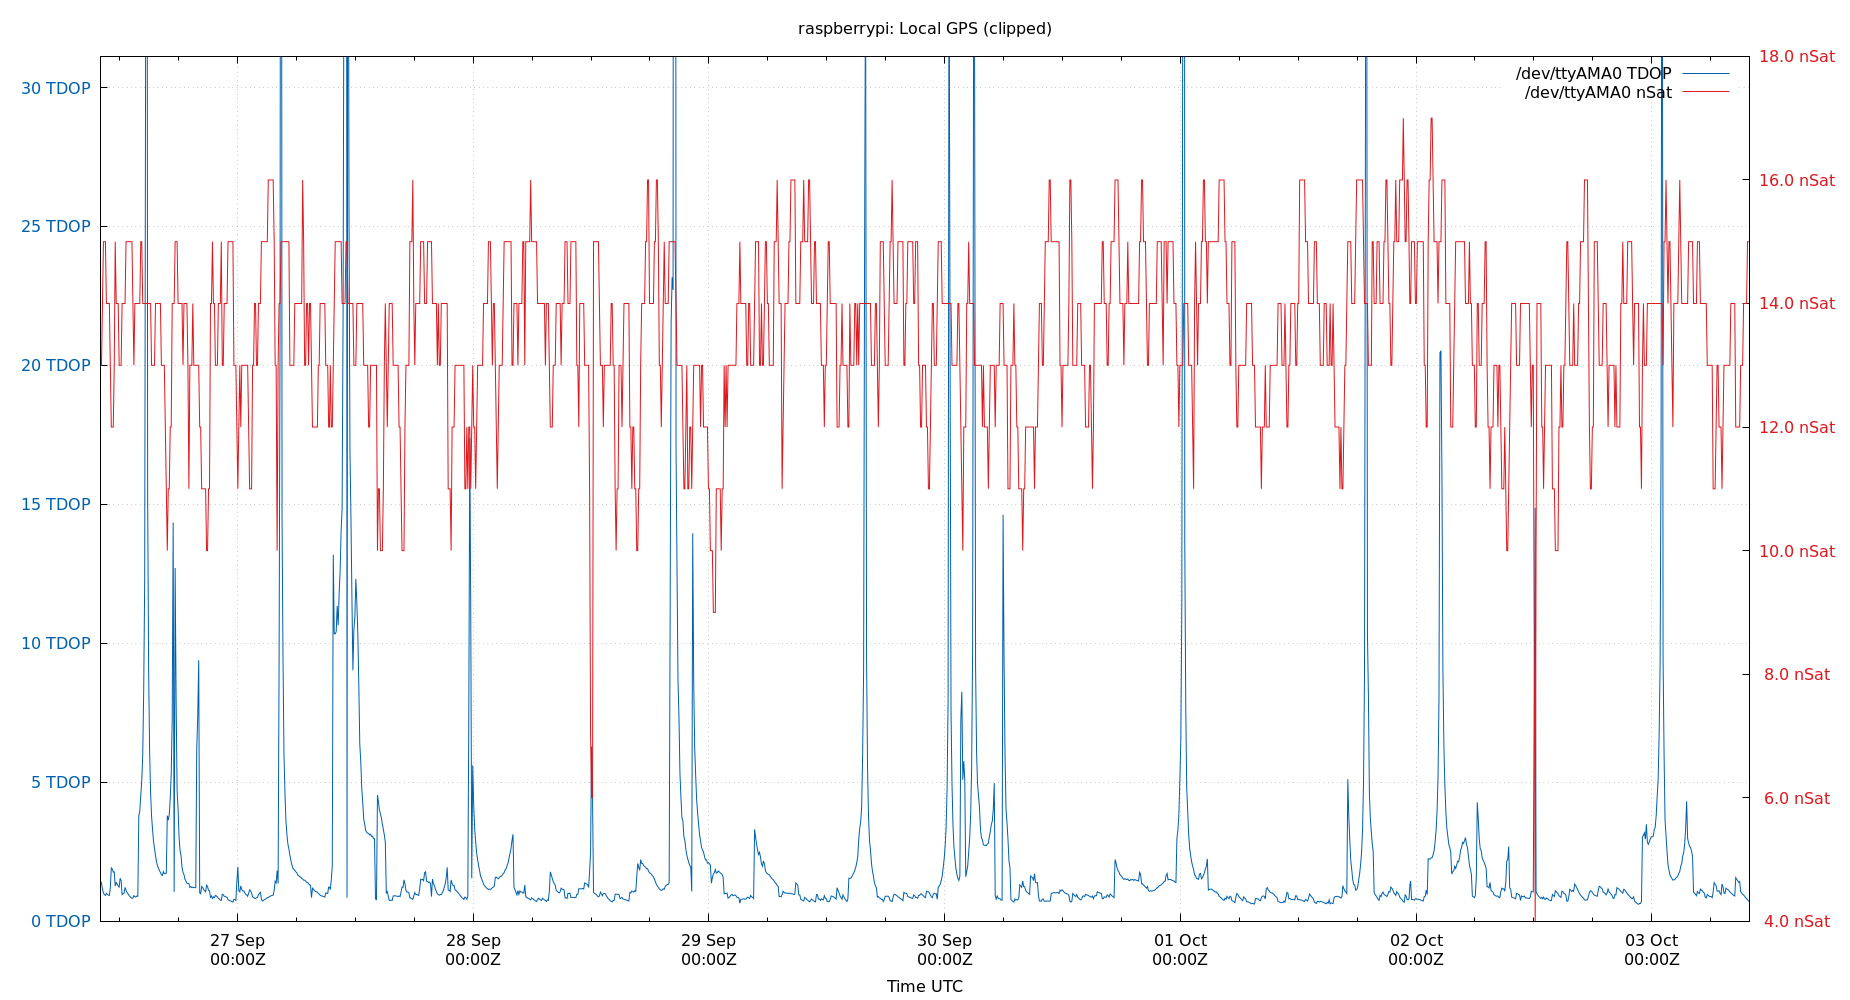 raspberrypi: Local GPS (clipped)
/dev/ttyAMA0 TDOP
/dev/ttyAMA0 nSat
30 TDOP
25 TDOP
20 TDOP
15 TDOP
10 TDOP
5 TDOP
0 TDOP
18.0 nSat
16.0 nSat
14.0 nSat
12.0 nSat
10.0 nSat
8.0 nSat
6.0 nSat
4.0 nSat
27 Sep
00:00Z
28 Sep
00:00Z
29 Sep
00:00Z
30 Sep
00:00Z
01 Oct
00:00Z
02 Oct
00:00Z
03 Oct
00:00Z
Time UTC